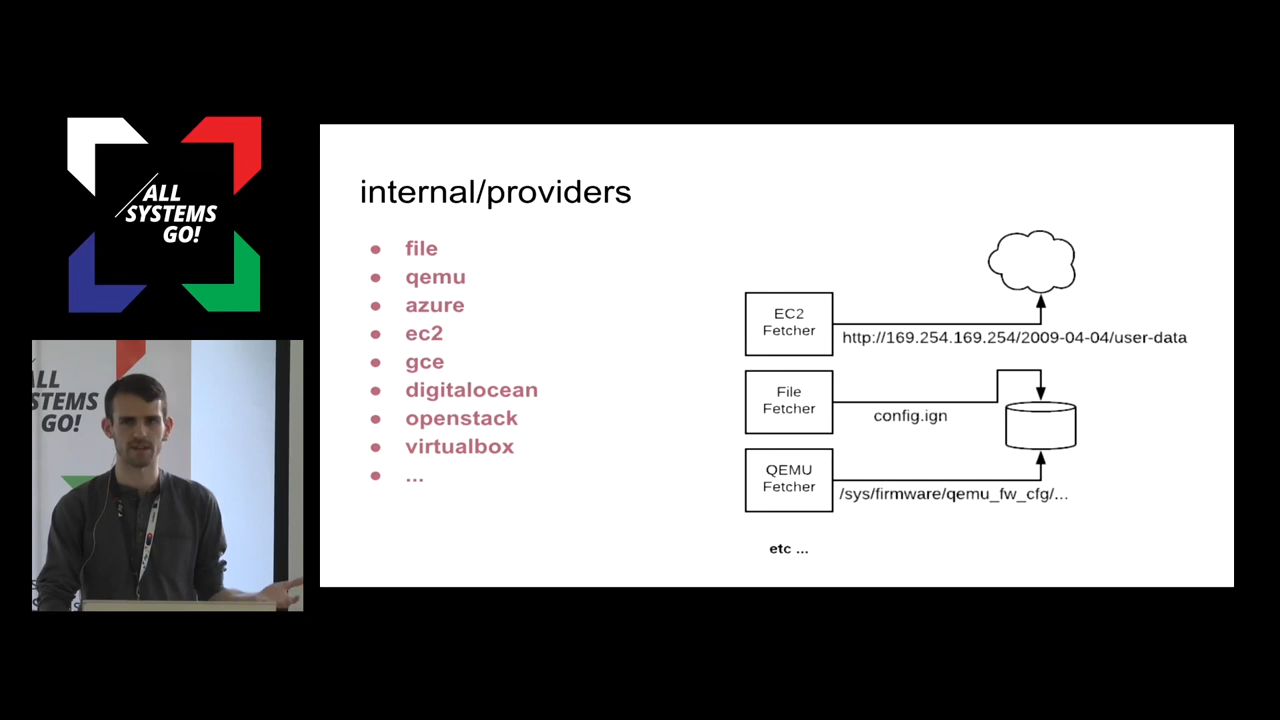 ALL
SYSTEMS
GO!
internal/providers
● file
● qemu
● azure
● ec2
● gce
● digitalocean
● openstack
● virtualbox
● ...
EC2
Fetcher
http://169.254.169.254/2009-04-04/user-data
File
Fetcher
config.ign
QEMU
Fetcher
/sys/firmware/qemu_fw_cfg/...
etc ...
ALL
STEMS
GO!